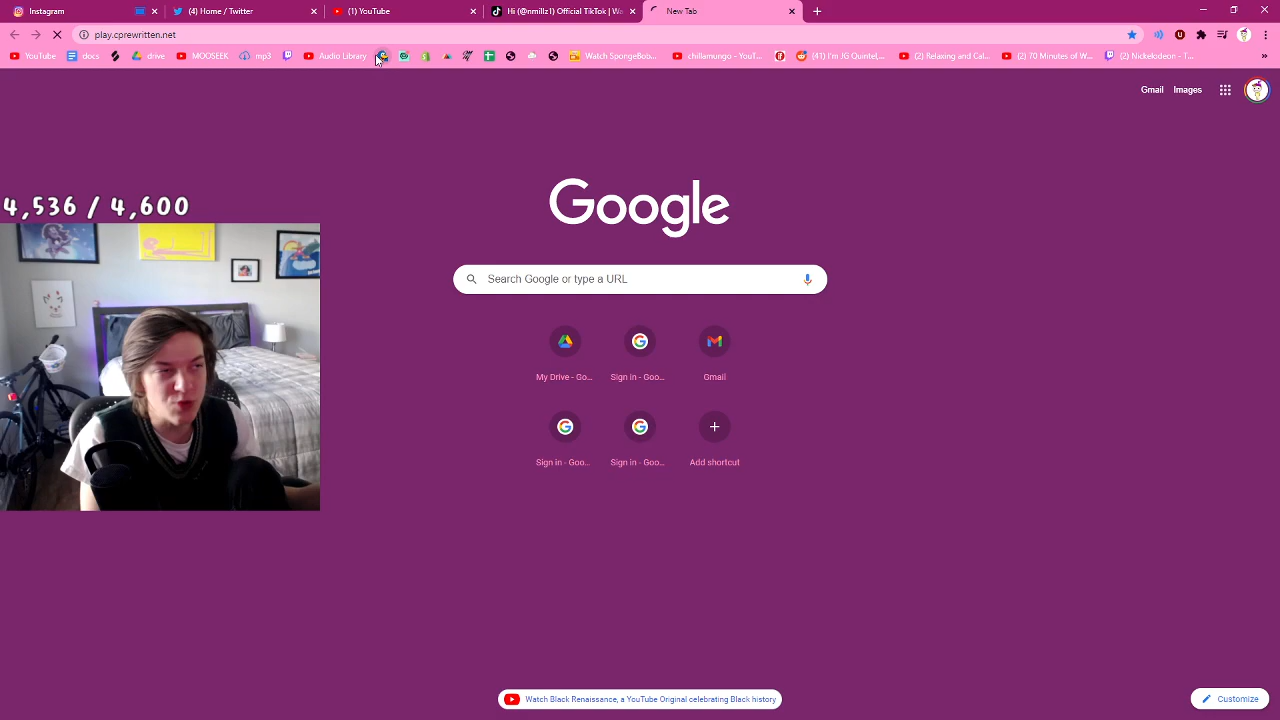 Instagram
(4) Home / Twitter
(1) YouTube
Hi (@nmillz1) Official TikTok | Wa
New Tab
play.cprewritten.net
YouTube
docs
drive
MOOSEEK
mp3
Audio Library
Watch SpongeBob...
chillamungo - YouT...
(41) I'm JG Quintel,...
(2) Relaxing and Cal...
(2) 70 Minutes of W...
(2) Nickelodeon - T...
Gmail
Images
4,536 / 4,600
Google
Search Google or type a URL
My Drive - Go...
Sign in - Goo...
Gmail
Sign in - Goo...
Sign in - Goo...
Add shortcut
Watch Black Renaissance, a YouTube Original celebrating Black history
Customize